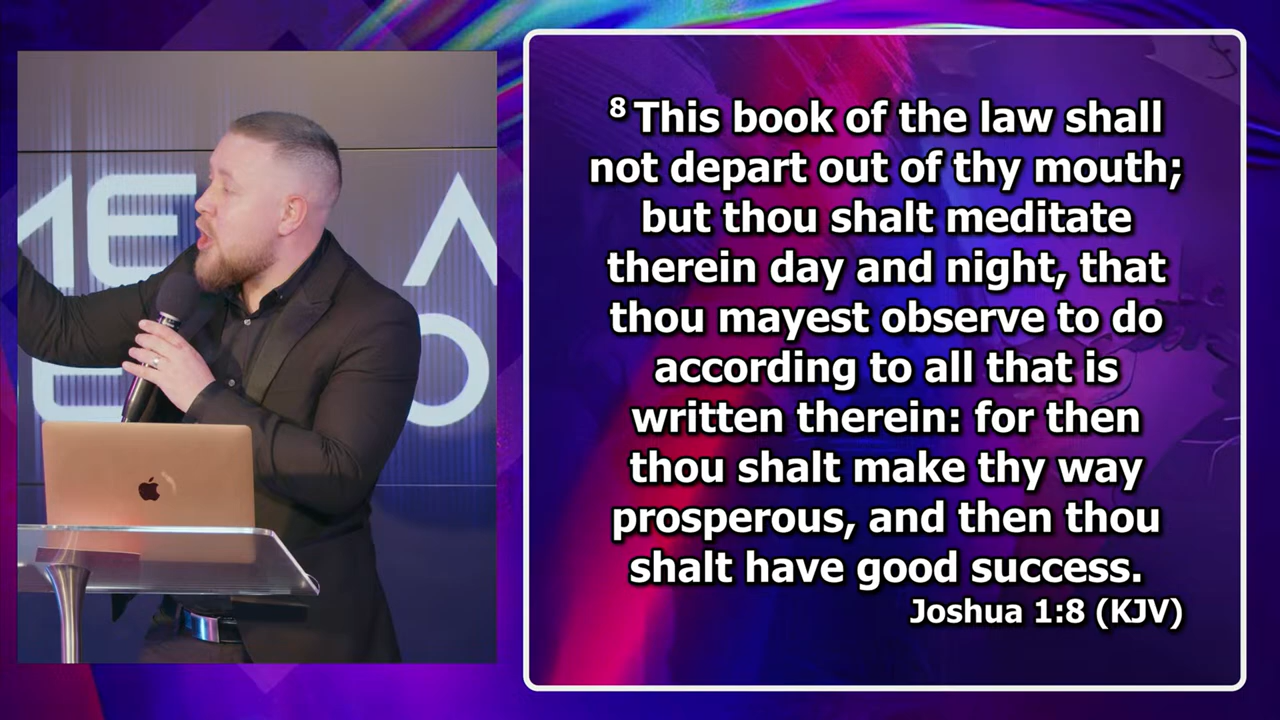 ME A
O
⁸ This book of the law shall
not depart out of thy mouth;
but thou shalt meditate
therein day and night, that
thou mayest observe to do
according to all that is
written therein: for then
thou shalt make thy way
prosperous, and then thou
shalt have good success.
Joshua 1:8 (KJV)